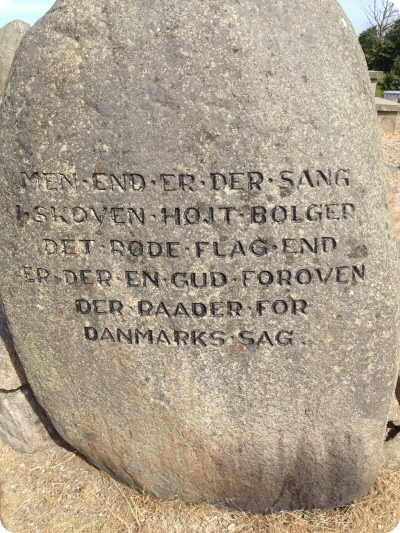 MEN·END·ER·DER·SANG
I·SKOVEN·HØJT·BØLGER
DET·RØDE·FLAG·END
ER·DER·EN·GUD·FOROVEN
DER·RAADER·FOR
DANMARKS·SAG.